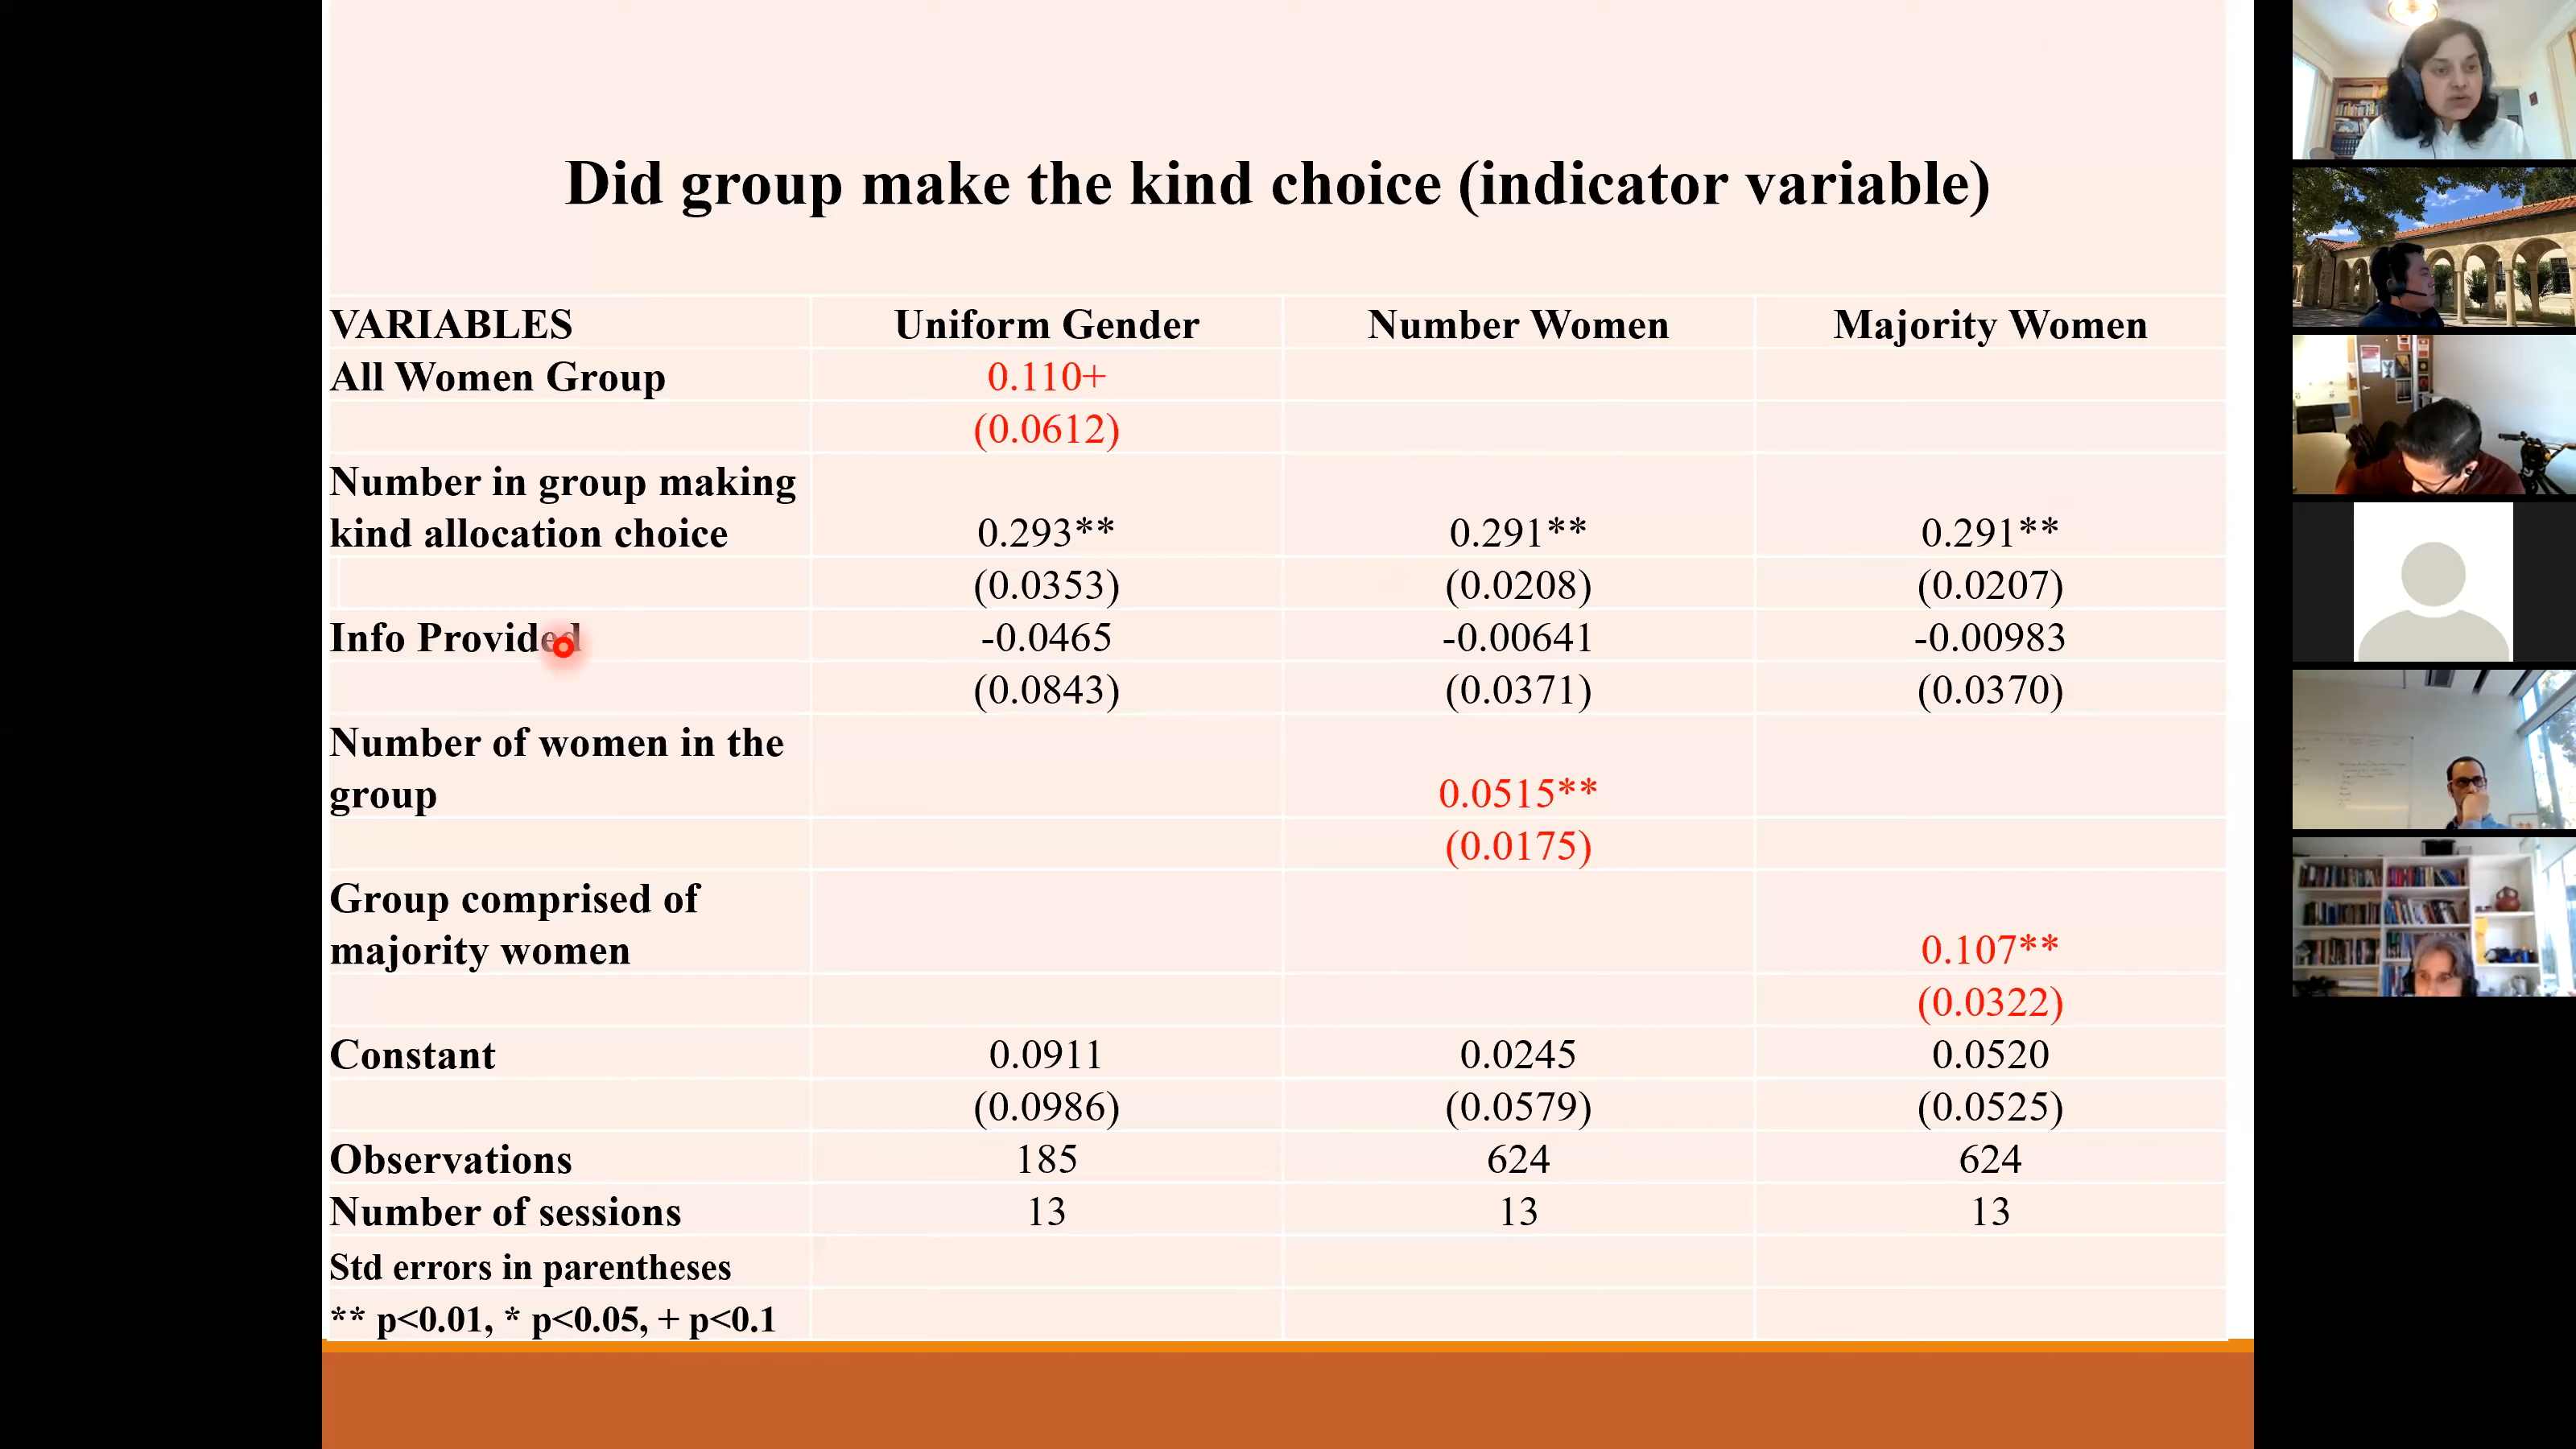 Did group make the kind choice (indicator variable)
VARIABLES Uniform Gender Number Women Majority Women
All Women Group 0.110+
(0.0612)
Number in group making
kind allocation choice 0.293** 0.291** 0.291**
(0.0353) (0.0208) (0.0207)
Info Provided -0.0465 -0.00641 -0.00983
(0.0843) (0.0371) (0.0370)
Number of women in the
group 0.0515**
(0.0175)
Group comprised of
majority women 0.107**
(0.0322)
Constant 0.0911 0.0245 0.0520
(0.0986) (0.0579) (0.0525)
Observations 185 624 624
Number of sessions 13 13 13
Std errors in parentheses
** p<0.01, * p<0.05, + p<0.1